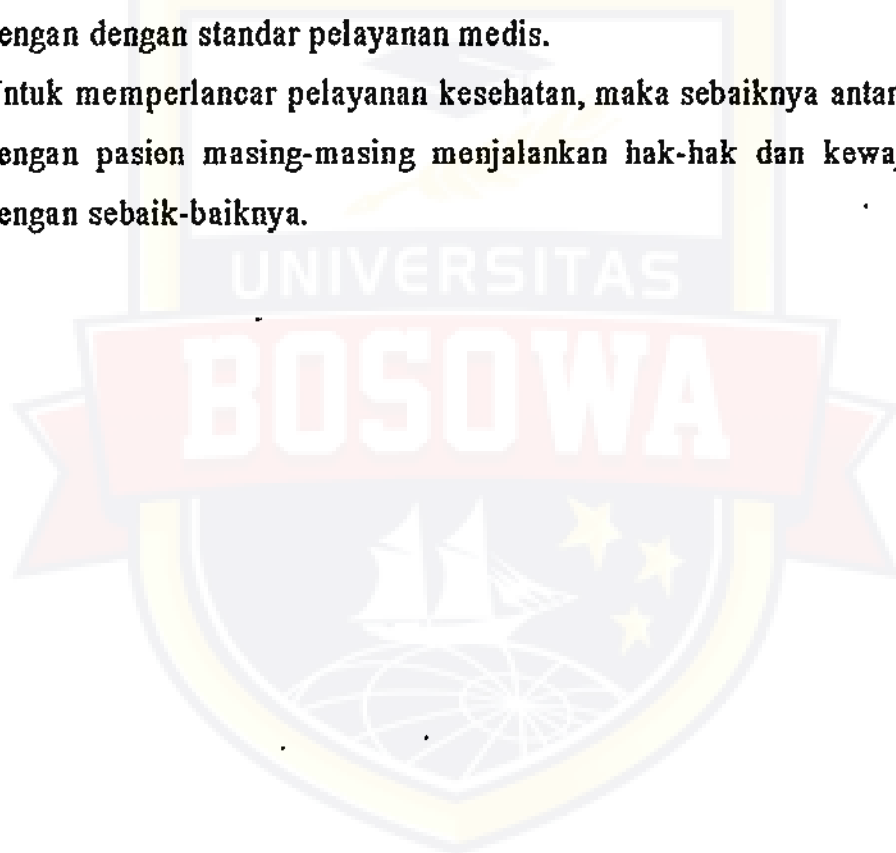 engan dengan standar pelayanan medis.
ntuk memperlancar pelayanan kesehatan, maka sebaiknya antar
engan pasien masing-masing menjalankan hak-hak dan kewaj
engan sebaik-baiknya.
UNIVERSITAS
BOSOWA